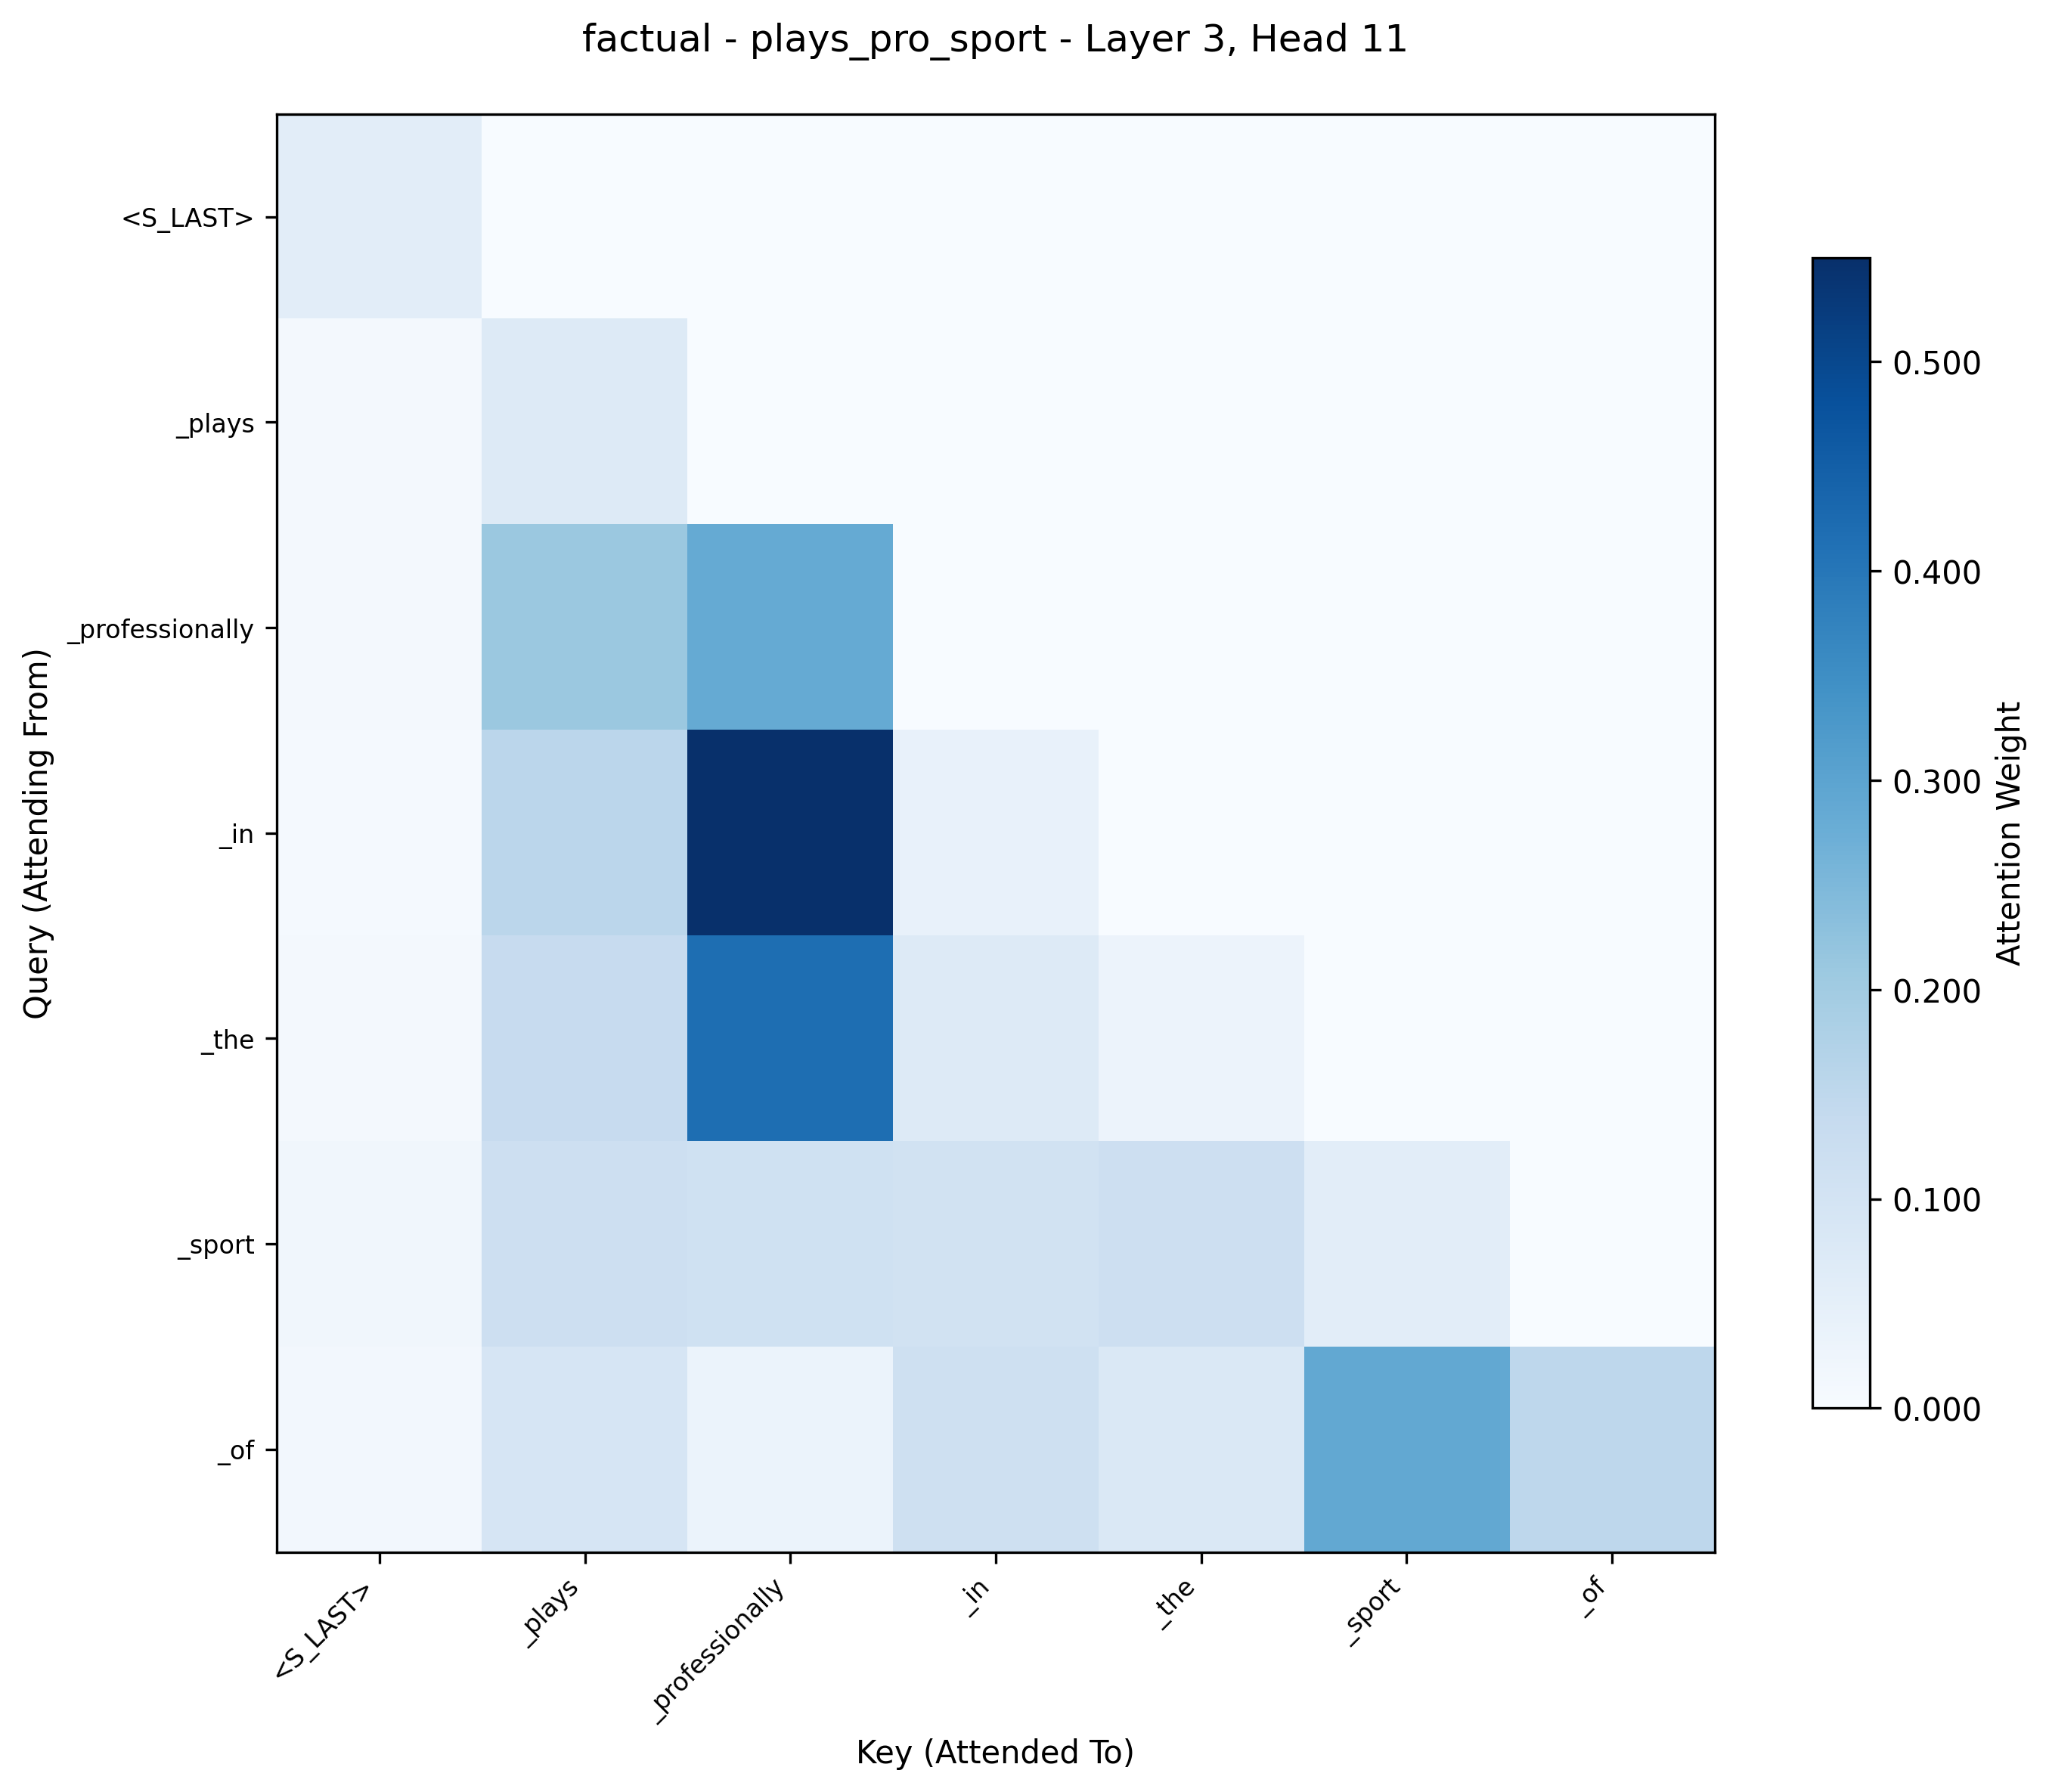 factual - plays_pro_sport - Layer 3, Head 11
Query (Attending From)
<S_LAST>
_plays
_professionally
_in
_the
_sport
_of
<S_LAST>
_plays
_professionally
_in
_the
_sport
_of
Key (Attended To)
0.500
0.400
0.300
0.200
0.100
0.000
Attention Weight